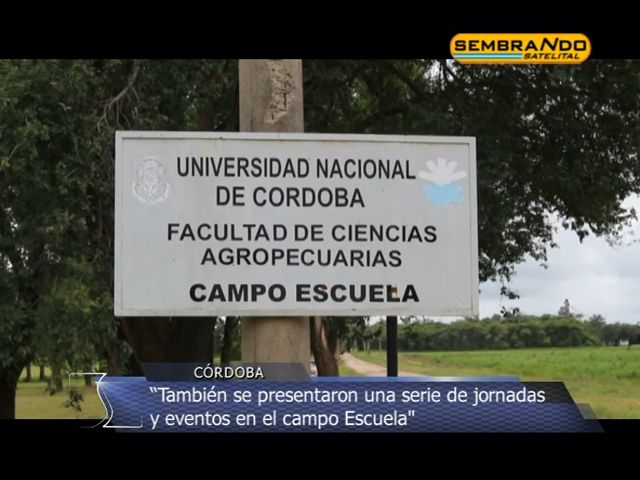 SEMBRANDO
SATELITAL
UNIVERSIDAD NACIONAL
DE CORDOBA
FACULTAD DE CIENCIAS
AGROPECUARIAS
CAMPO ESCUELA
CÓRDOBA
“También se presentaron una serie de jornadas
y eventos en el campo Escuela"